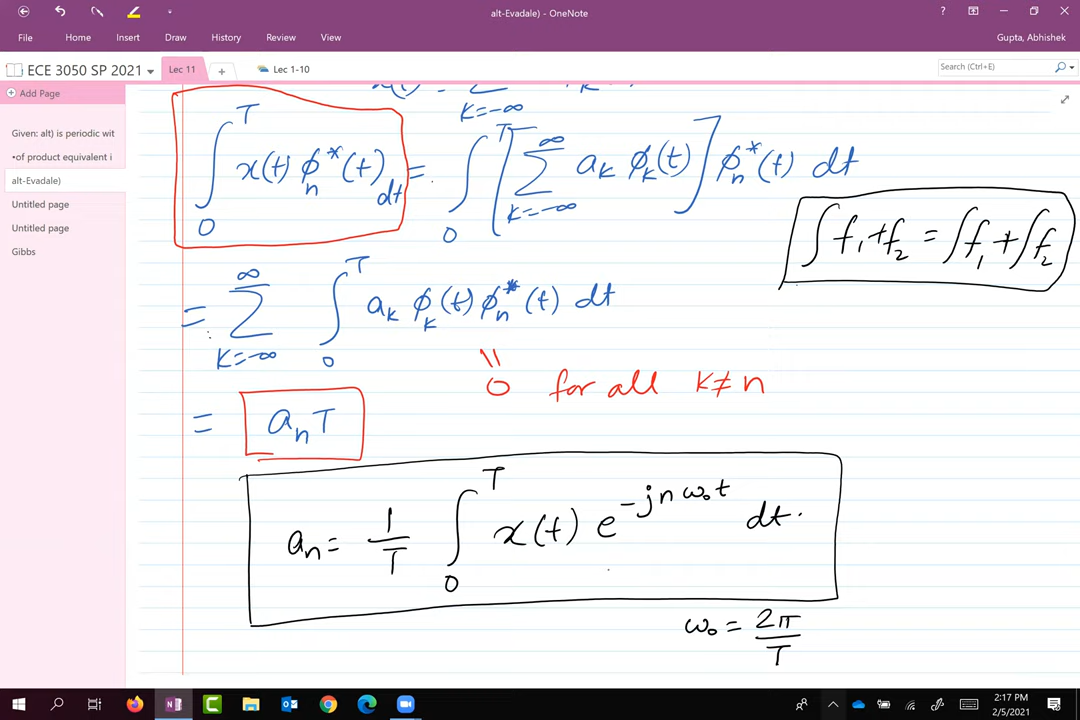 alt-Evadale) - OneNote
Gupta, Abhishek
File Home Insert Draw History Review View
ECE 3050 SP 2021 Lec 11 Lec 1-10
Search (Ctrl+E)
Add Page
Given: alt) is periodic wit
•of product equivalent i
alt-Evadale)
Untitled page
Untitled page
Gibbs
k=-∞
∫₀ᵀ x(t) φₙ*(t) dt = ∫₀ᵀ [ ∑_{k=-∞}^{∞} aₖ φₖ(t) ] φₙ*(t) dt
∫f₁+f₂ = ∫f₁ + ∫f₂
= ∑_{k=-∞}^{∞} ∫₀ᵀ aₖ φₖ(t) φₙ*(t) dt
0 for all k≠n
= aₙT
aₙ = 1/T ∫₀ᵀ x(t) e^{-jnω₀t} dt.
ω₀ = 2π/T
2:17 PM
2/5/2021